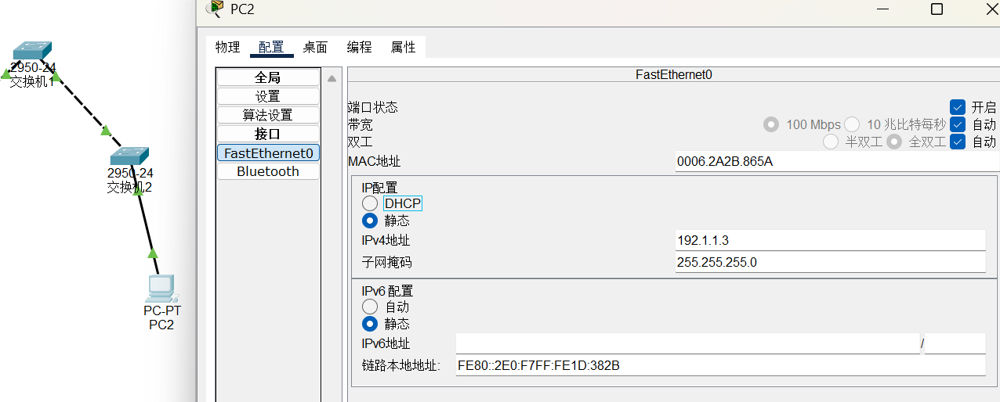 PC2
物理 配置 桌面 编程 属性
2950-24
交换机1
2950-24
交换机2
PC-PT
PC2
全局
设置
算法设置
接口
FastEthernet0
Bluetooth
FastEthernet0
端口状态 开启
带宽 100 Mbps 10 兆比特每秒 自动
双工 半双工 全双工 自动
MAC地址 0006.2A2B.865A
IP配置
DHCP
静态
IPv4地址 192.1.1.3
子网掩码 255.255.255.0
IPv6 配置
自动
静态
IPv6地址 /
链路本地地址: FE80::2E0:F7FF:FE1D:382B